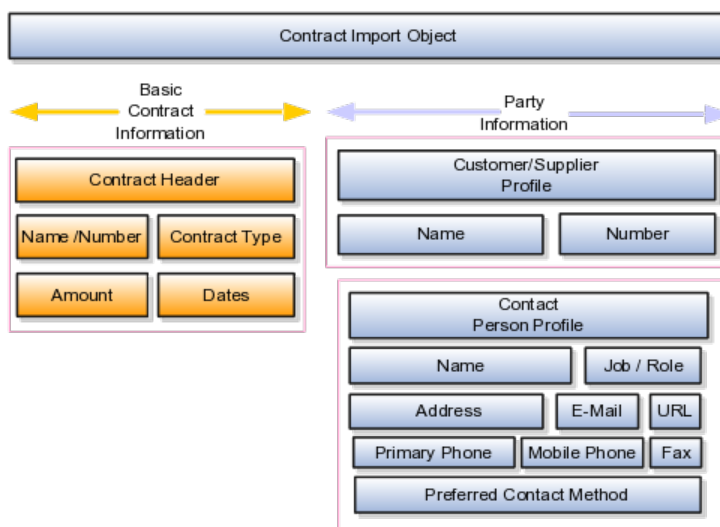 Contract Import Object
Basic
Contract
Information
Party
Information
Contract Header
Name /Number
Contract Type
Amount
Dates
Customer/Supplier
Profile
Name
Number
Contact
Person Profile
Name
Job / Role
Address
E-Mail
URL
Primary Phone
Mobile Phone
Fax
Preferred Contact Method